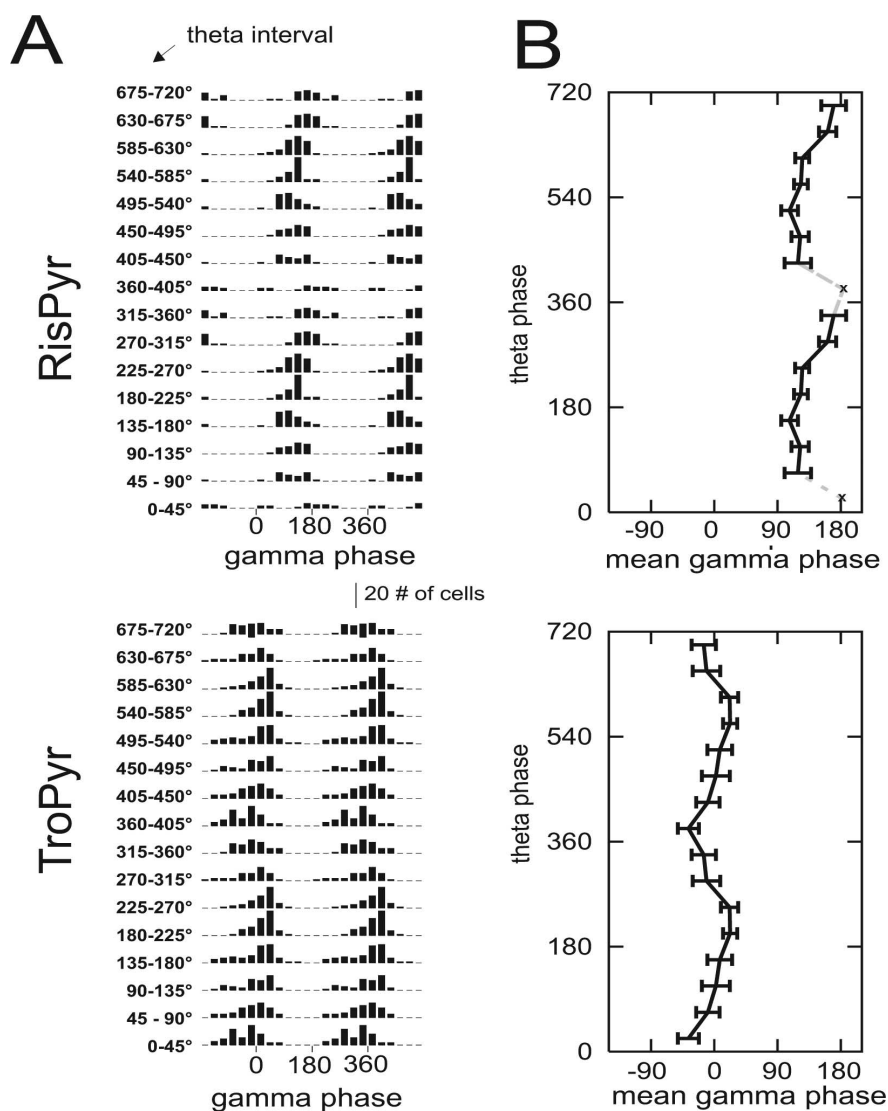 A
theta interval
RisPyr
675-720°
630-675°
585-630°
540-585°
495-540°
450-495°
405-450°
360-405°
315-360°
270-315°
225-270°
180-225°
135-180°
90-135°
45 - 90°
0-45°
0 180 360
gamma phase
20 # of cells
TroPyr
675-720°
630-675°
585-630°
540-585°
495-540°
450-495°
405-450°
360-405°
315-360°
270-315°
225-270°
180-225°
135-180°
90-135°
45 - 90°
0-45°
0 180 360
gamma phase
B
theta phase
720
540
360
180
0
-90 0 90 180
mean gamma phase
theta phase
720
540
360
180
0
-90 0 90 180
mean gamma phase